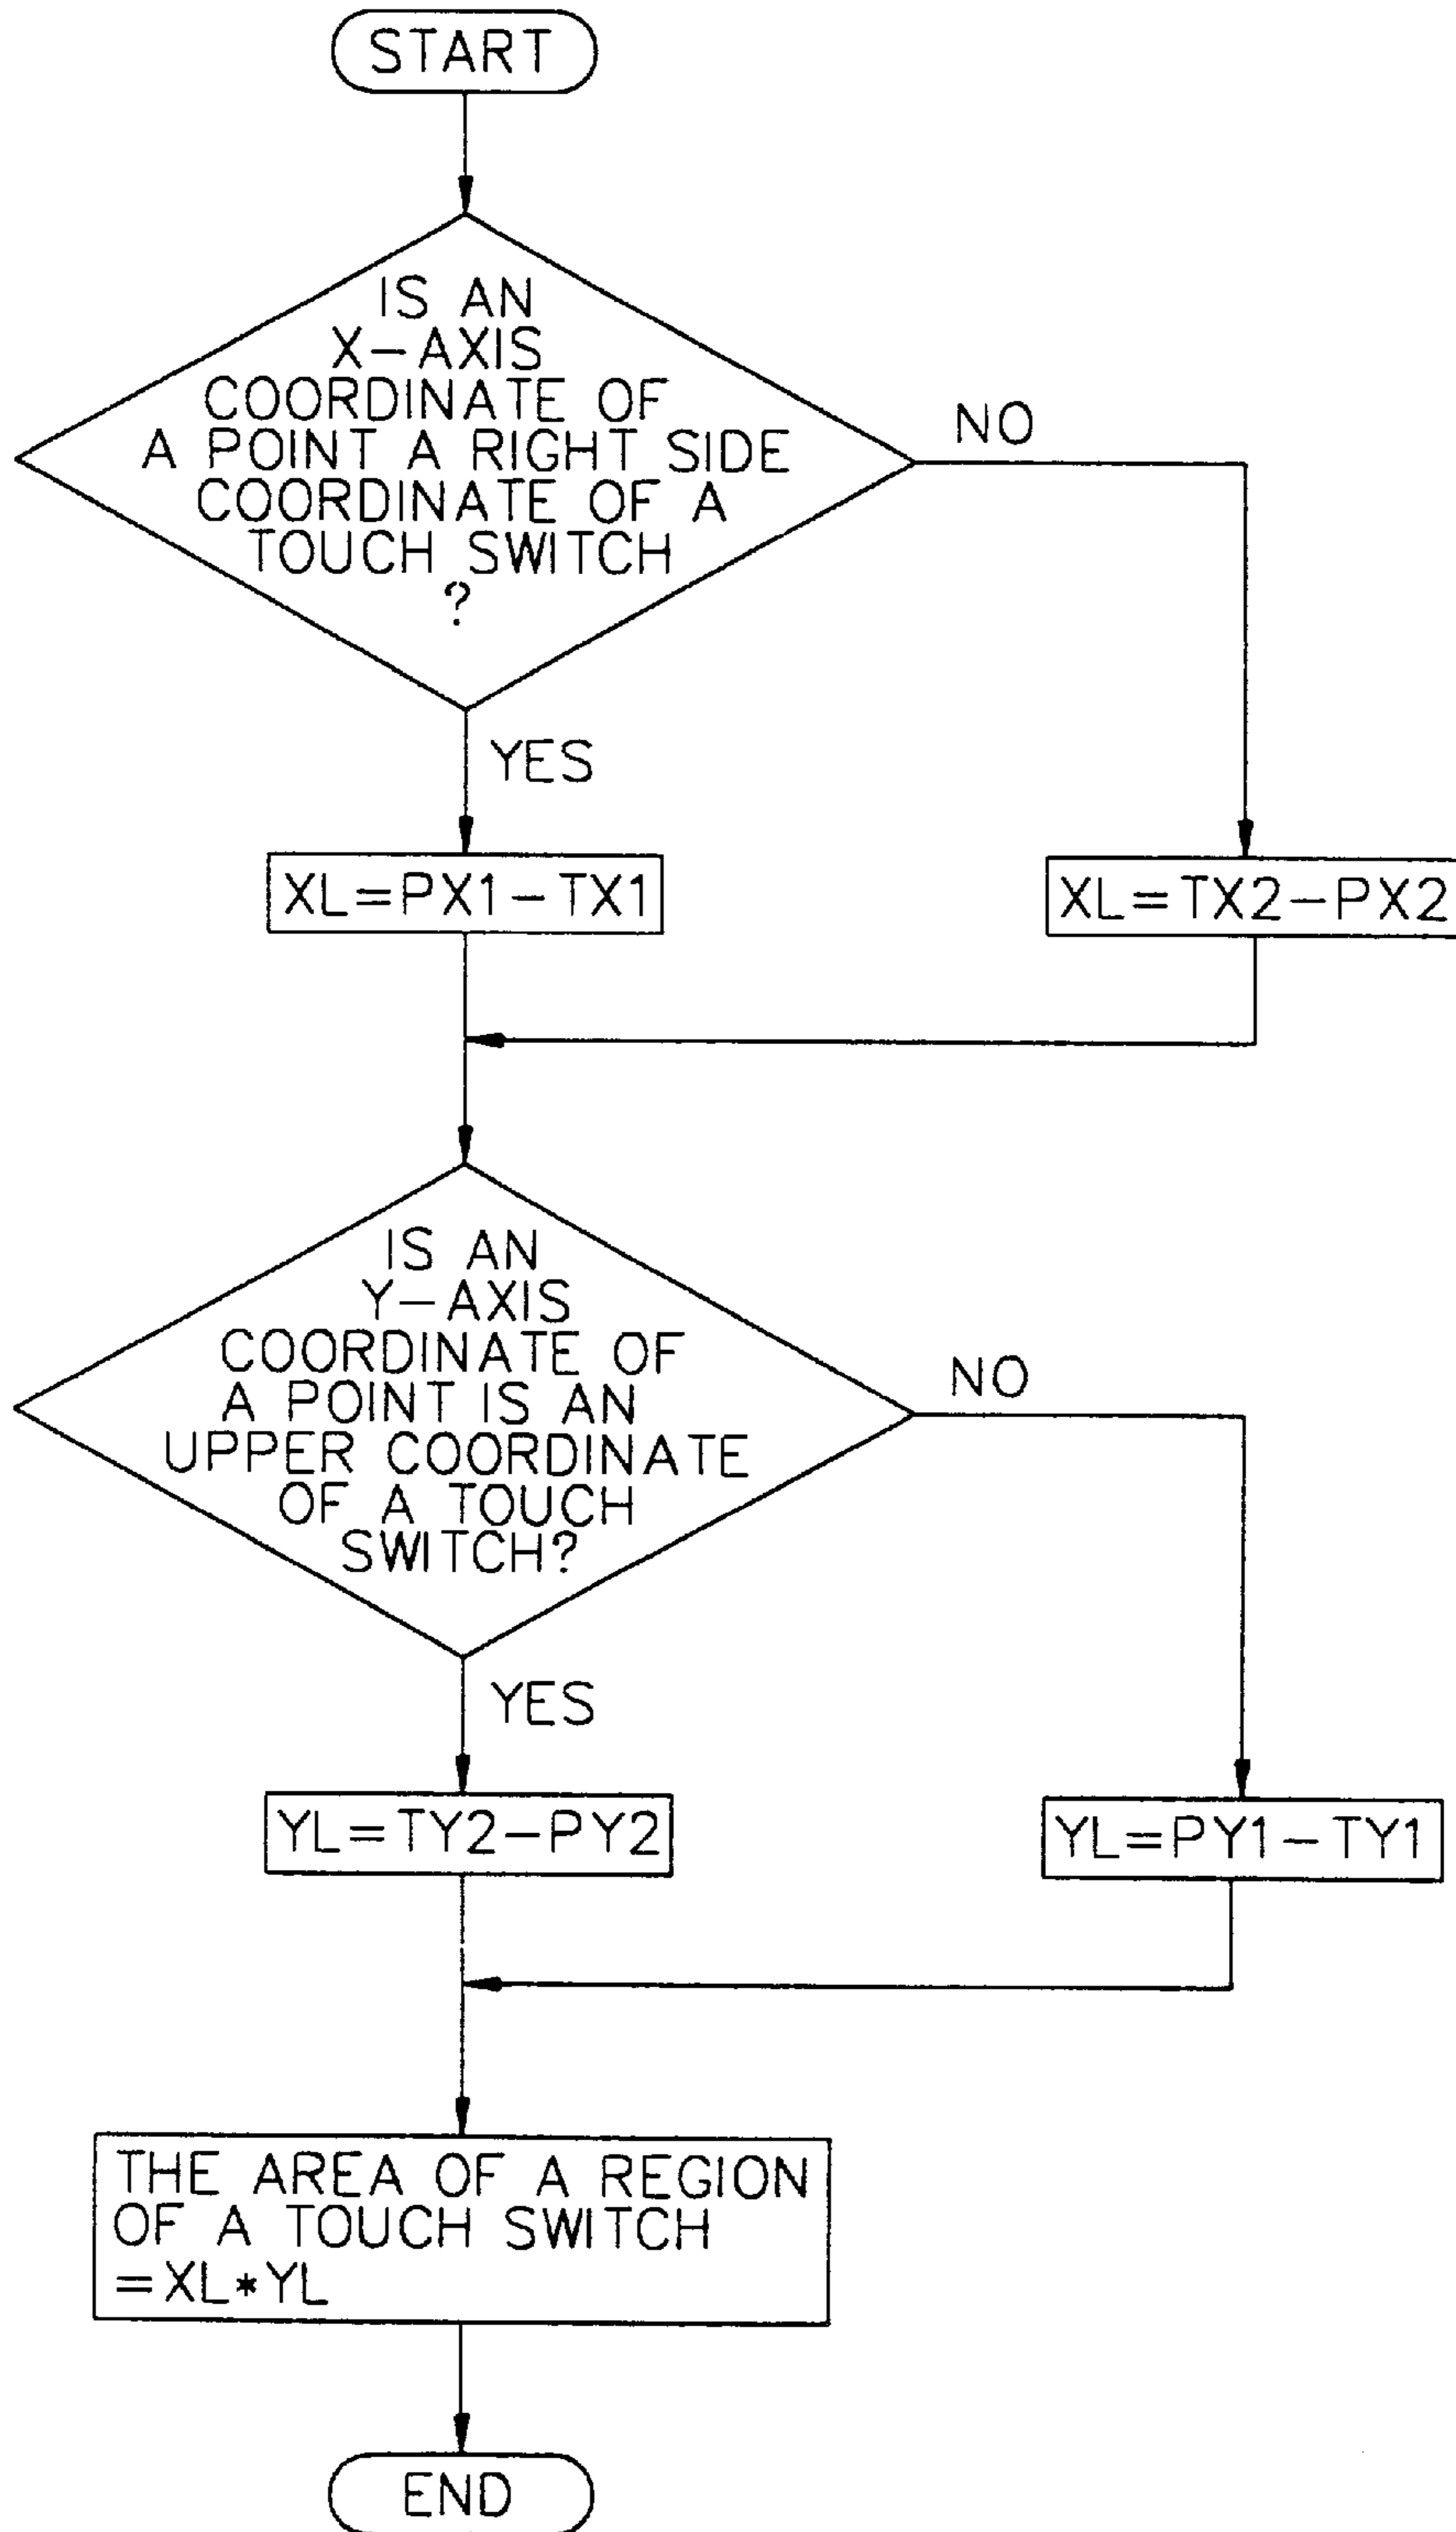 START
IS AN
X-AXIS
COORDINATE OF
A POINT A RIGHT SIDE
COORDINATE OF A
TOUCH SWITCH
?
NO
YES
XL=PX1-TX1
XL=TX2-PX2
IS AN
Y-AXIS
COORDINATE OF
A POINT IS AN
UPPER COORDINATE
OF A TOUCH
SWITCH?
NO
YES
YL=TY2-PY2
YL=PY1-TY1
THE AREA OF A REGION
OF A TOUCH SWITCH
=XL*YL
END